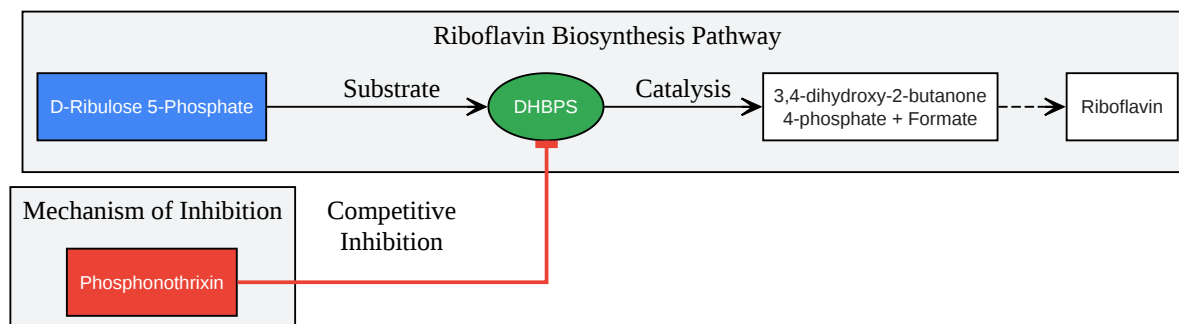 Riboflavin Biosynthesis Pathway
D-Ribulose 5-Phosphate
Substrate
DHBPS
Catalysis
3,4-dihydroxy-2-butanone
4-phosphate + Formate
Riboflavin
Mechanism of Inhibition
Phosphonothrixin
Competitive
Inhibition